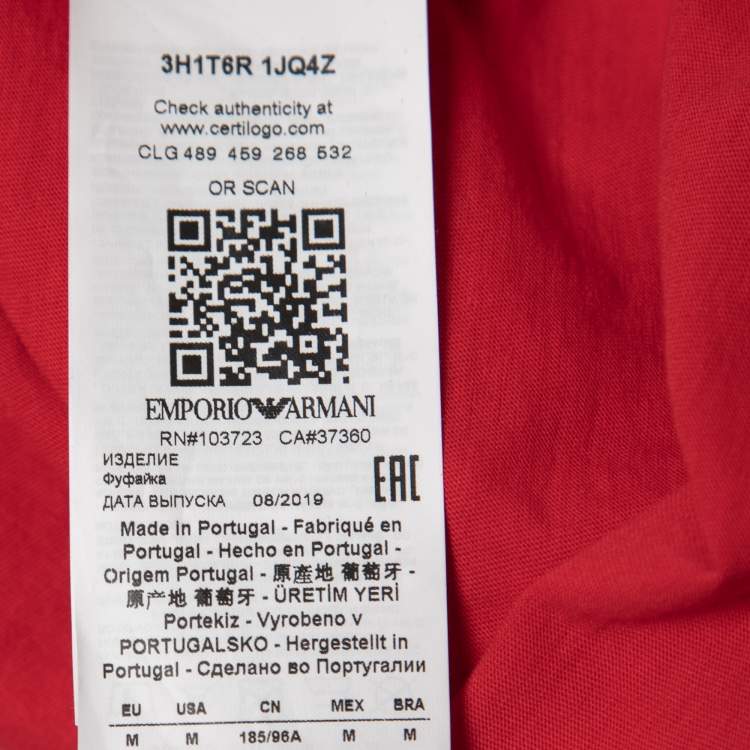 3H1T6R 1JQ4Z
Check authenticity at
www.certilogo.com
CLG 489 459 268 532
OR SCAN
EMPORIO ARMANI
RN#103723 CA#37360
ИЗДЕЛИЕ
Фуфайка
ДАТА ВЫПУСКА 08/2019
EAC
Made in Portugal - Fabriqué en
Portugal - Hecho en Portugal -
Origem Portugal - 原產地 葡萄牙 -
原产地 葡萄牙 - ÜRETİM YERİ
Portekiz - Vyrobeno v
PORTUGALSKO - Hergestellt in
Portugal - Сделано во Португалии
EU USA CN MEX BRA
M M 185/96A M M